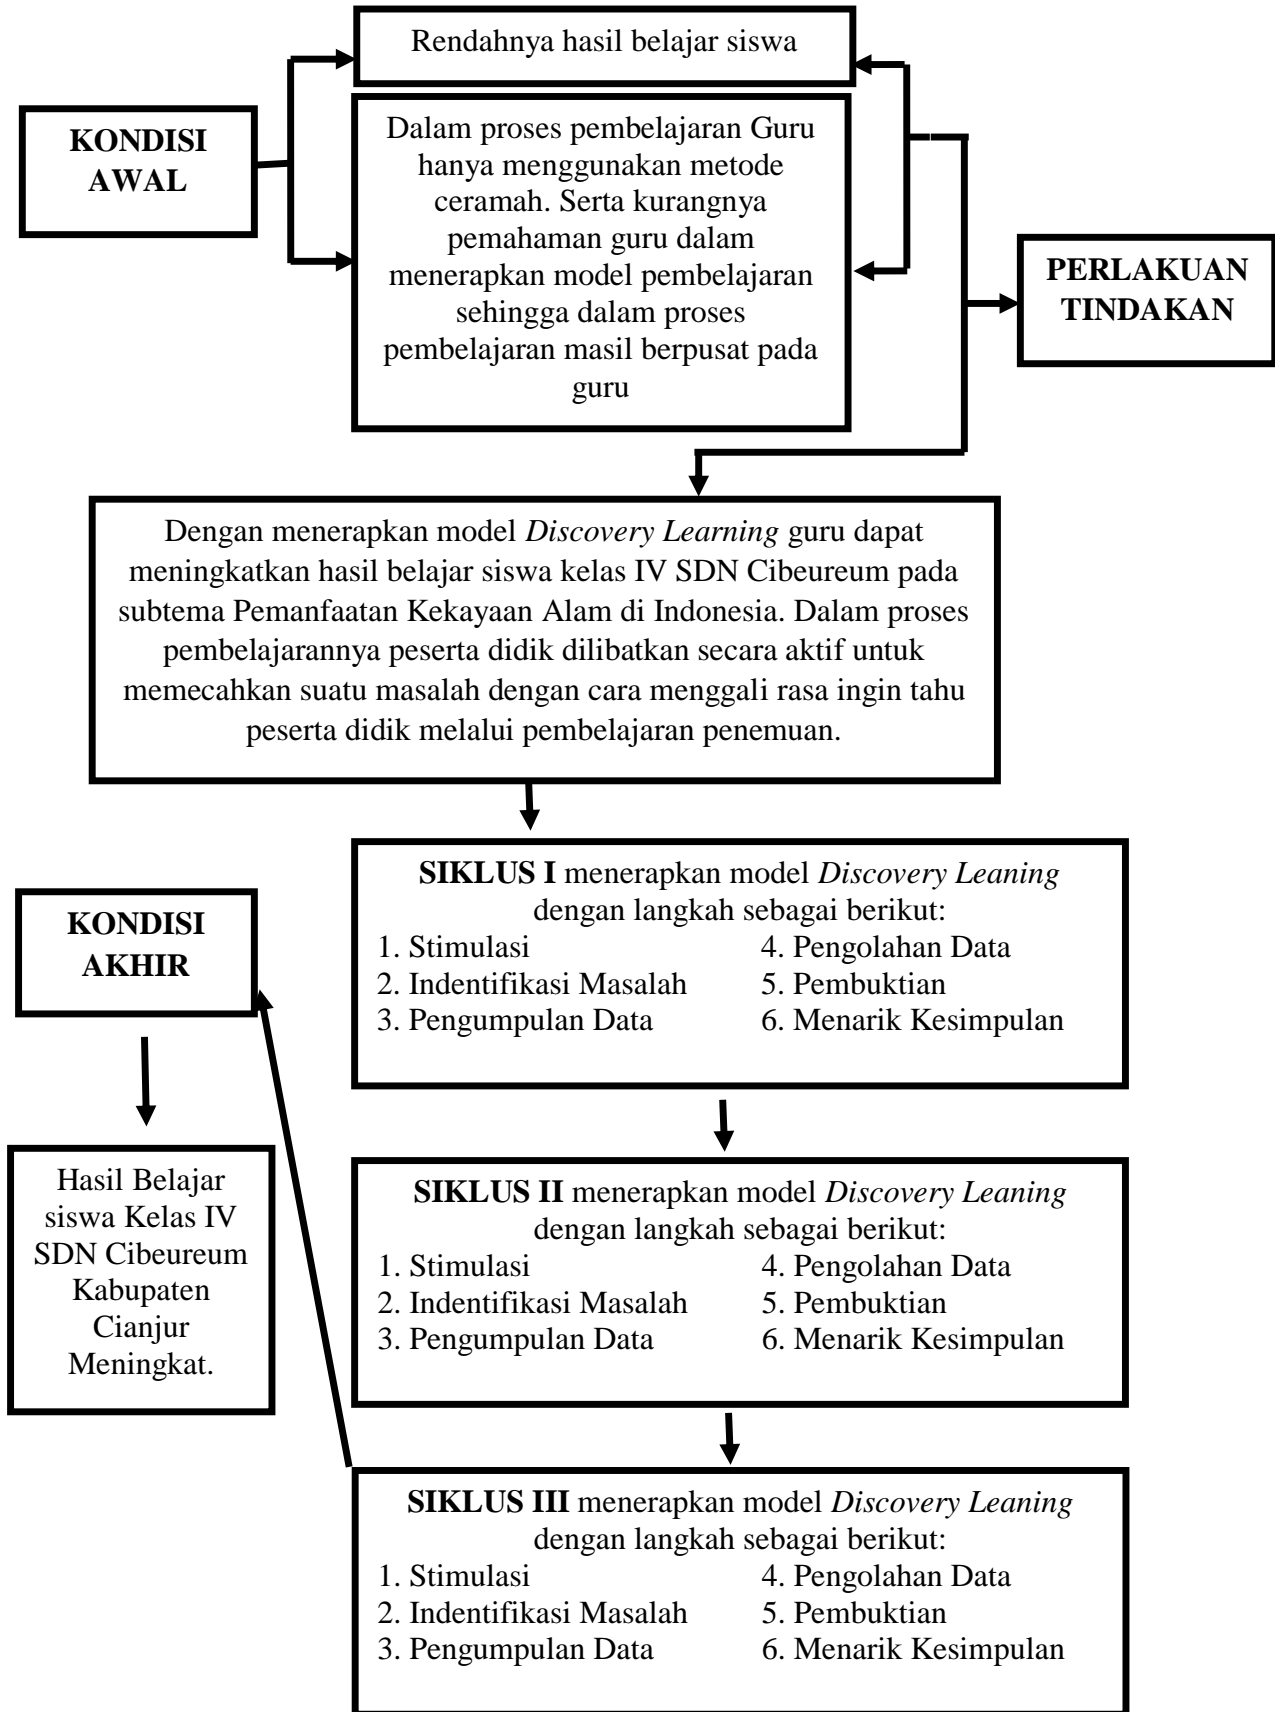 Rendahnya hasil belajar siswa
KONDISI
AWAL
Dalam proses pembelajaran Guru
hanya menggunakan metode
ceramah. Serta kurangnya
pemahaman guru dalam
menerapkan model pembelajaran
sehingga dalam proses
pembelajaran masil berpusat pada
guru
PERLAKUAN
TINDAKAN
Dengan menerapkan model Discovery Learning guru dapat
meningkatkan hasil belajar siswa kelas IV SDN Cibeureum pada
subtema Pemanfaatan Kekayaan Alam di Indonesia. Dalam proses
pembelajarannya peserta didik dilibatkan secara aktif untuk
memecahkan suatu masalah dengan cara menggali rasa ingin tahu
peserta didik melalui pembelajaran penemuan.
SIKLUS I menerapkan model Discovery Leaning
dengan langkah sebagai berikut:
1. Stimulasi 4. Pengolahan Data
2. Indentifikasi Masalah 5. Pembuktian
3. Pengumpulan Data 6. Menarik Kesimpulan
KONDISI
AKHIR
Hasil Belajar
siswa Kelas IV
SDN Cibeureum
Kabupaten
Cianjur
Meningkat.
SIKLUS II menerapkan model Discovery Leaning
dengan langkah sebagai berikut:
1. Stimulasi 4. Pengolahan Data
2. Indentifikasi Masalah 5. Pembuktian
3. Pengumpulan Data 6. Menarik Kesimpulan
SIKLUS III menerapkan model Discovery Leaning
dengan langkah sebagai berikut:
1. Stimulasi 4. Pengolahan Data
2. Indentifikasi Masalah 5. Pembuktian
3. Pengumpulan Data 6. Menarik Kesimpulan